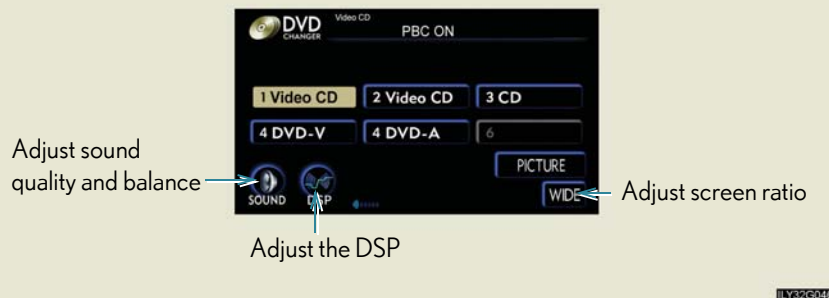 DVD CHANGER Video CD
PBC ON
1 Video CD 2 Video CD 3 CD
4 DVD-V 4 DVD-A 6
PICTURE
WIDE
SOUND DSP
Adjust sound
quality and balance
Adjust screen ratio
Adjust the DSP